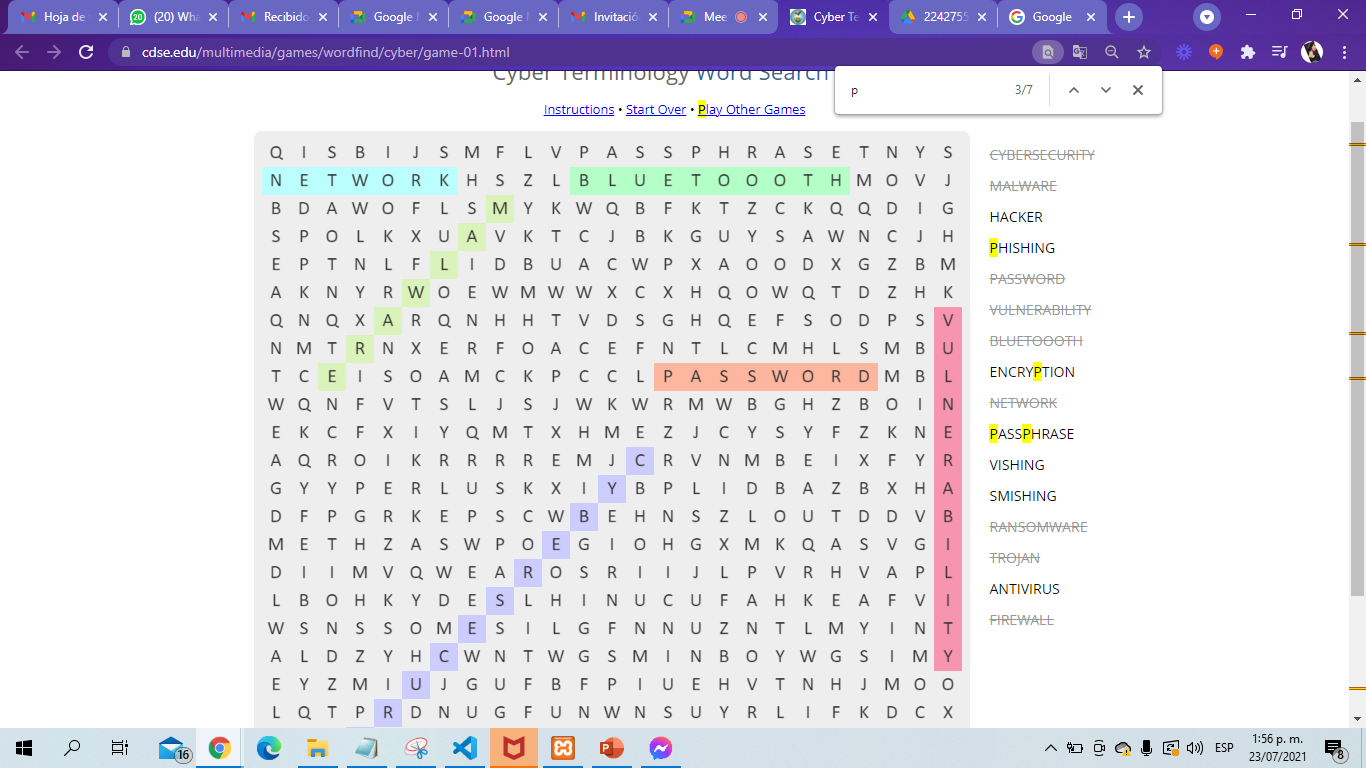 Hoja de
(20) Wha
Recibido
Google
Google
Invitació
Mee
Cyber Te
2242755
Google
cdse.edu/multimedia/games/wordfind/cyber/game-01.html
Cyber Terminology Word Search
p 3/7
Instructions • Start Over • Play Other Games
Q I S B I J S M F L V P A S S P H R A S E T N Y S
N E T W O R K H S Z L B L U E T O O O T H M O V J
B D A W O F L S M Y K W Q B F K T Z C K Q Q D I G
S P O L K X U A V K T C J B K G U Y S A W N C J H
E P T N L F L I D B U A C W P X A O O D X G Z B M
A K N Y R W O E W M W W X C X H Q O W Q T D Z H K
Q N Q X A R Q N H H T V D S G H Q E F S O D P S V
N M T R N X E R F O A C E F N T L C M H L S M B U
T C E I S O A M C K P C C L P A S S W O R D M B L
W Q N F V T S L J S J W K W R M W B G H Z B O I N
E K C F X I Y Q M T X H M E Z J C Y S Y F Z K N E
A Q R O I K R R R R E M J C R V N M B E I X F Y R
G Y Y P E R L U S K X I Y B P L I D B A Z B X H A
D F P G R K E P S C W B E H N S Z L O U T D D V B
M E T H Z A S W P O E G I O H G X M K Q A S V G I
D I I M V Q W E A R O S R I I J L P V R H V A P L
L B O H K Y D E S L H I N U C U F A H K E A F V I
W S N S S O M E S I L G F N N U Z N T L M Y I N T
A L D Z Y H C W N T W G S M I N B O Y W G S I M Y
E Y Z M I U J G U F B F P I U E H V T N H J M O O
L Q T P R D N U G F U N W N S U Y R L I F K D C X
CYBERSECURITY
MALWARE
HACKER
PHISHING
PASSWORD
VULNERABILITY
BLUETOOOTH
ENCRYPTION
NETWORK
PASSPHRASE
VISHING
SMISHING
RANSOMWARE
TROJAN
ANTIVIRUS
FIREWALL
16
ESP
1:56 p. m.
23/07/2021
8